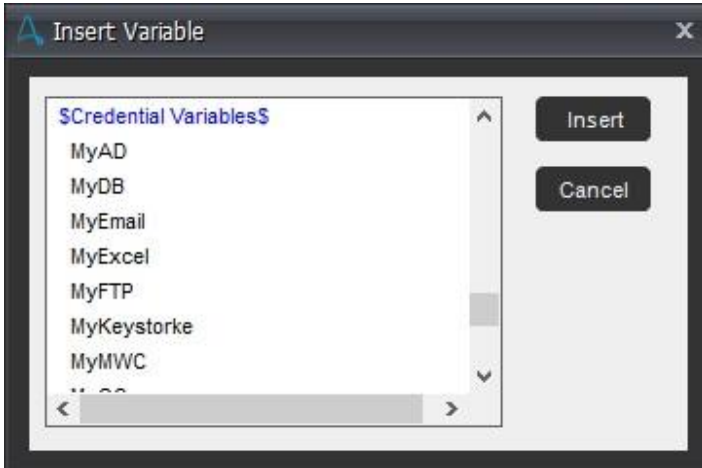 Insert Variable
$Credential Variables$
MyAD
MyDB
MyEmail
MyExcel
MyFTP
MyKeystorke
MyMWC
Insert
Cancel